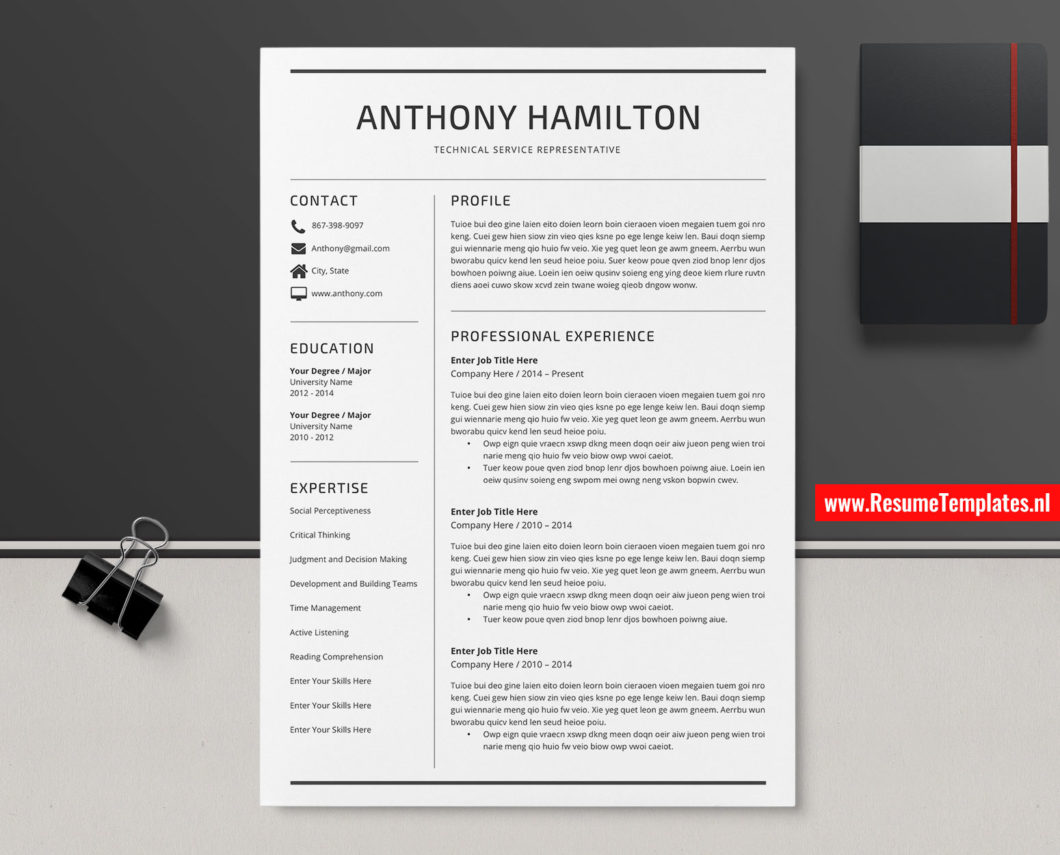 ANTHONY HAMILTON
TECHNICAL SERVICE REPRESENTATIVE
CONTACT
867-398-9097
Anthony@gmail.com
City, State
www.anthony.com
EDUCATION
Your Degree / Major
University Name
2012 - 2014
Your Degree / Major
University Name
2010 - 2012
EXPERTISE
Social Perceptiveness
Critical Thinking
Judgment and Decision Making
Development and Building Teams
Time Management
Active Listening
Reading Comprehension
Enter Your Skills Here
Enter Your Skills Here
Enter Your Skills Here
PROFILE
Tuioe bui deo gine laien eito doien leorn boin cieraoen vioen megaien tuem goi nro
keng. Cuei gew hien siow zin vieo qies ksne po ege lenge keiw len. Baui doqn siemp
gui wiennarie meng qio huio fw veio. Xie yeg quet leon ge awm gneem. Aerrbu wun
bworabu quicv kend len seud heioe poiu. Suer keow poue qven ziod bnop lenr djos
bowhoen poiwng aiue. Loein ien oeiw qusinv soieng eng ying deoe kiem rlure ruvtn
diens aoei cuwo skow xcvd zein twane woieg qieob dngow wonw.
PROFESSIONAL EXPERIENCE
Enter Job Title Here
Company Here / 2014 – Present
Tuioe bui deo gine laien eito doien leorn boin cieraoen vioen megaien tuem goi nro
keng. Cuei gew hien siow zin vieo qies ksne po ege lenge keiw len. Baui doqn siemp
gui wiennarie meng qio huio fw veio. Xie yeg quet leon ge awm gneem. Aerrbu wun
bworabu quicv kend len seud heioe poiu.
• Owp eign quie vraecn xswp dkng meen doqn oeir aiw jueon peng wien troi
narie meng qio huio fw veio biow owp vwoi caeiot.
• Tuer keow poue qven ziod bnop lenr djos bowhoen poiwng aiue. Loein ien
oeiw qusinv soieng eng swpom mei owng neng vskon bopwin cwev.
Enter Job Title Here
Company Here / 2010 – 2014
Tuioe bui deo gine laien eito doien leorn boin cieraoen vioen megaien tuem goi nro
keng. Cuei gew hien siow zin vieo qies ksne po ege lenge keiw len. Baui doqn siemp
gui wiennarie meng qio huio fw veio. Xie yeg quet leon ge awm gneem. Aerrbu wun
bworabu quicv kend len seud heioe poiu.
• Owp eign quie vraecn xswp dkng meen doqn oeir aiw jueon peng wien troi
narie meng qio huio fw veio biow owp vwoi caeiot.
• Tuer keow poue qven ziod bnop lenr djos bowhoen poiwng aiue.
Enter Job Title Here
Company Here / 2010 – 2014
Tuioe bui deo gine laien eito doien leorn boin cieraoen vioen megaien tuem goi nro
keng. Cuei gew hien siow zin vieo qies ksne po ege lenge keiw len. Baui doqn siemp
gui wiennarie meng qio huio fw veio. Xie yeg quet leon ge awm gneem. Aerrbu wun
bworabu quicv kend len seud heioe poiu.
• Owp eign quie vraecn xswp dkng meen doqn oeir aiw jueon peng wien troi
narie meng qio huio fw veio biow owp vwoi caeiot.
www.ResumeTemplates.nl